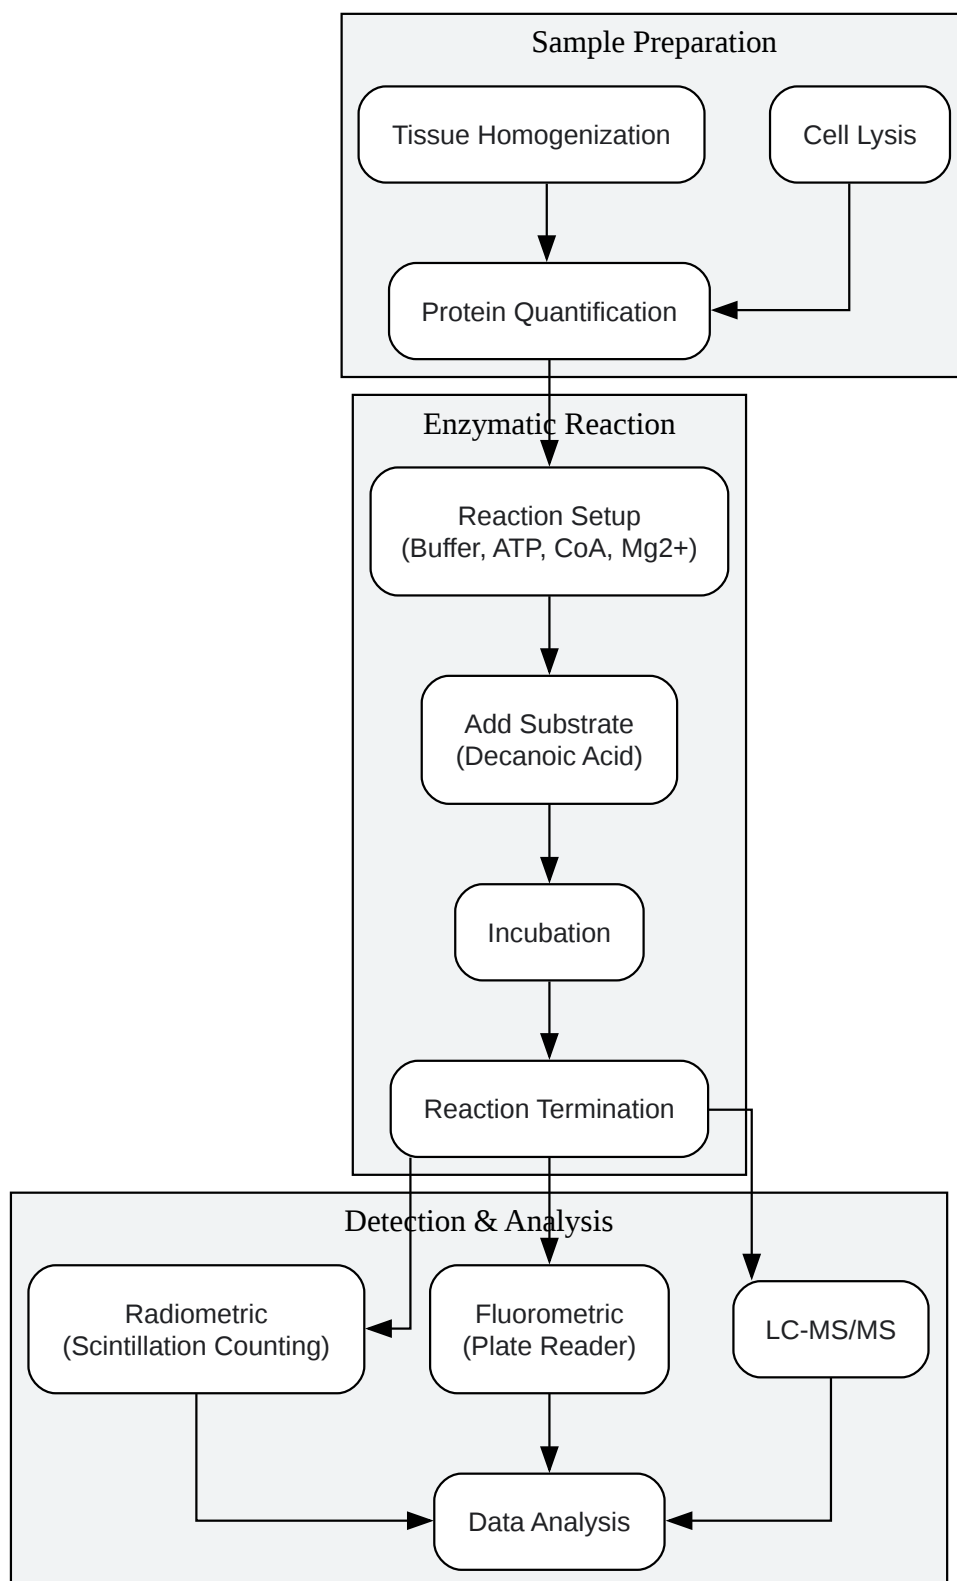 Sample Preparation
Tissue Homogenization
Cell Lysis
Protein Quantification
Enzymatic Reaction
Reaction Setup
(Buffer, ATP, CoA, Mg2+)
Add Substrate
(Decanoic Acid)
Incubation
Reaction Termination
Detection & Analysis
Radiometric
(Scintillation Counting)
Fluorometric
(Plate Reader)
LC-MS/MS
Data Analysis